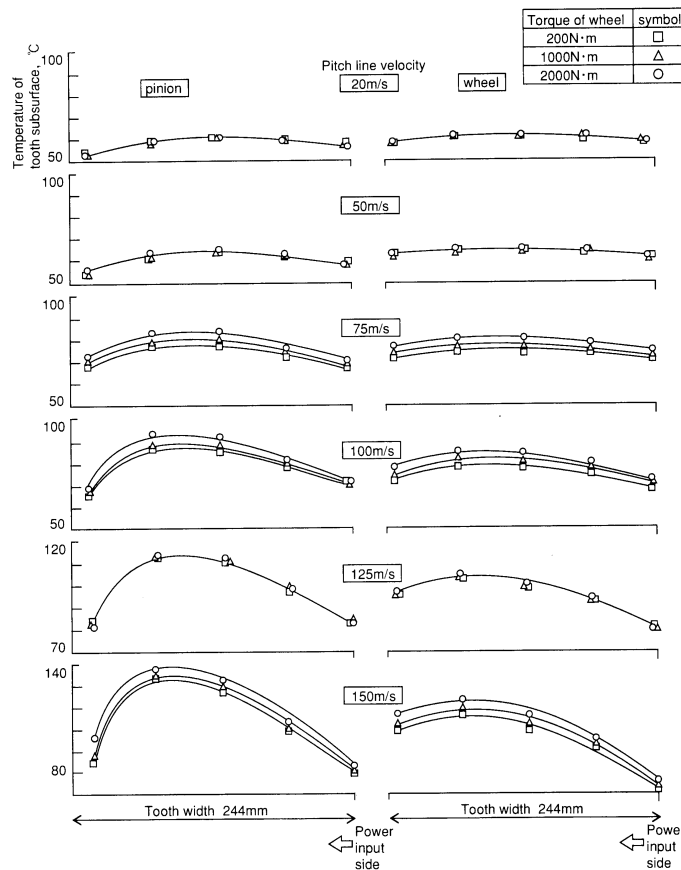 Torque of wheel symbol
200N·m □
1000N·m △
2000N·m ○
Temperature of
tooth subsurface, ℃
Pitch line velocity
pinion
20m/s
wheel
100
50
50m/s
100
50
75m/s
100
50
100m/s
100
50
125m/s
120
70
150m/s
140
80
Tooth width 244mm
Tooth width 244mm
Power
input
side
Powe
input
side